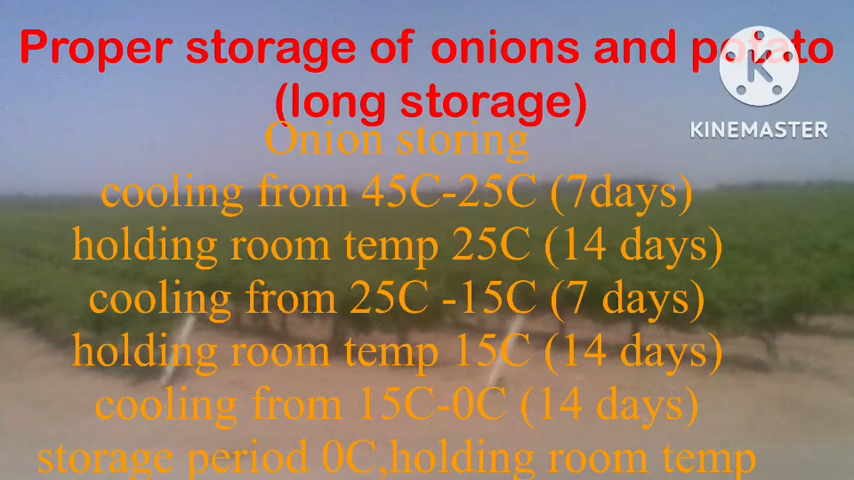 Proper storage of onions and potato
(long storage)
Onion storing
cooling from 45C-25C (7days)
holding room temp 25C (14 days)
cooling from 25C -15C (7 days)
holding room temp 15C (14 days)
cooling from 15C-0C (14 days)
storage period 0C,holding room temp
KINEMASTER